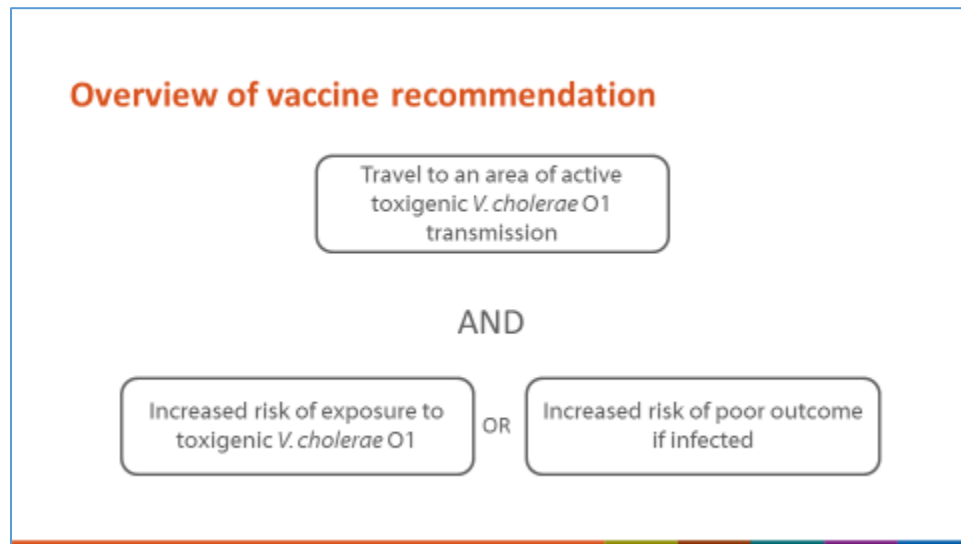 Overview of vaccine recommendation
Travel to an area of active
toxigenic V. cholerae O1
transmission
AND
Increased risk of exposure to
toxigenic V. cholerae O1
OR
Increased risk of poor outcome
if infected